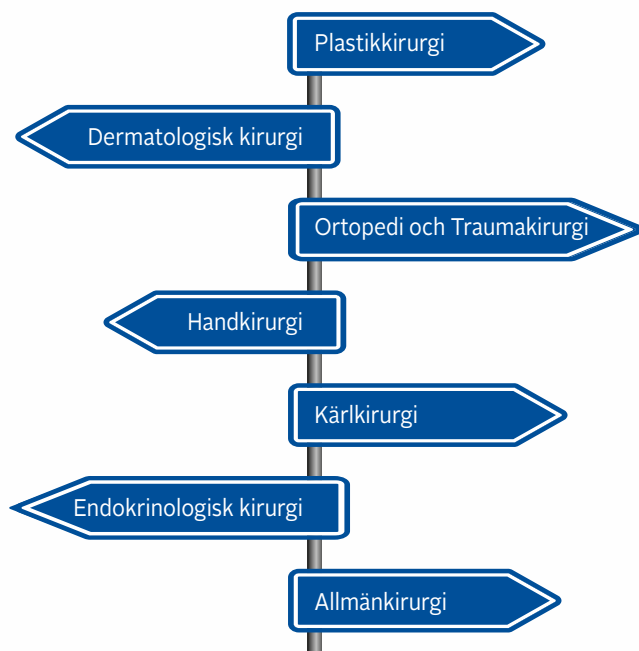 Plastikkirurgi
Dermatologisk kirurgi
Ortopedi och Traumakirurgi
Handkirurgi
Kärlkirurgi
Endokrinologisk kirurgi
Allmänkirurgi